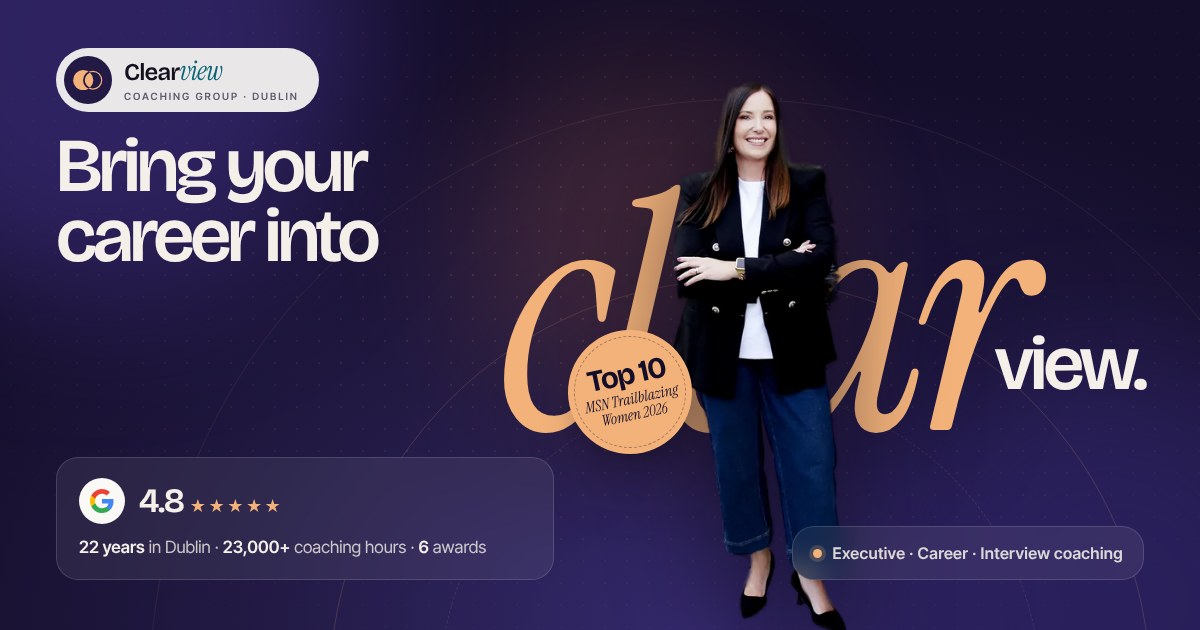 Clearview
COACHING GROUP · DUBLIN
Bring your
career into
clear
view.
Top 10
MSN Trailblazing
Women 2026
G
4.8 ★★★★★
22 years in Dublin · 23,000+ coaching hours · 6 awards
Executive · Career · Interview coaching